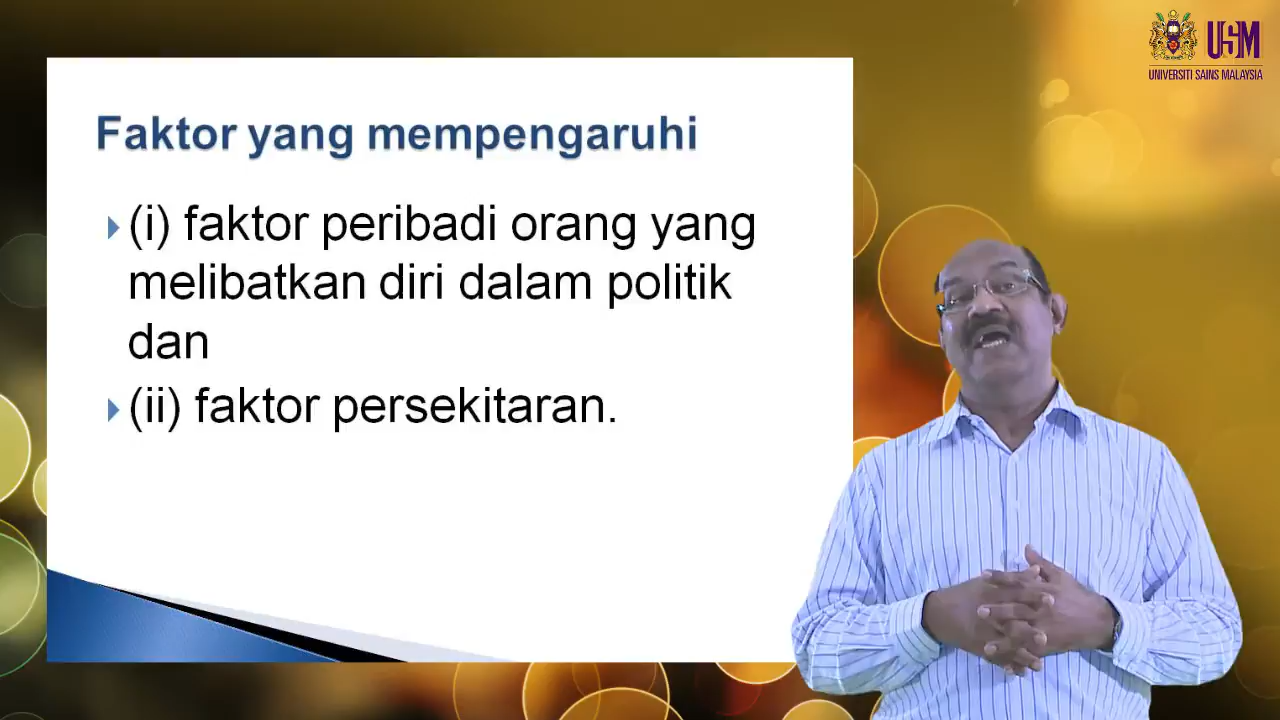 USM
UNIVERSITI SAINS MALAYSIA
Faktor yang mempengaruhi
(i) faktor peribadi orang yang
melibatkan diri dalam politik
dan
(ii) faktor persekitaran.